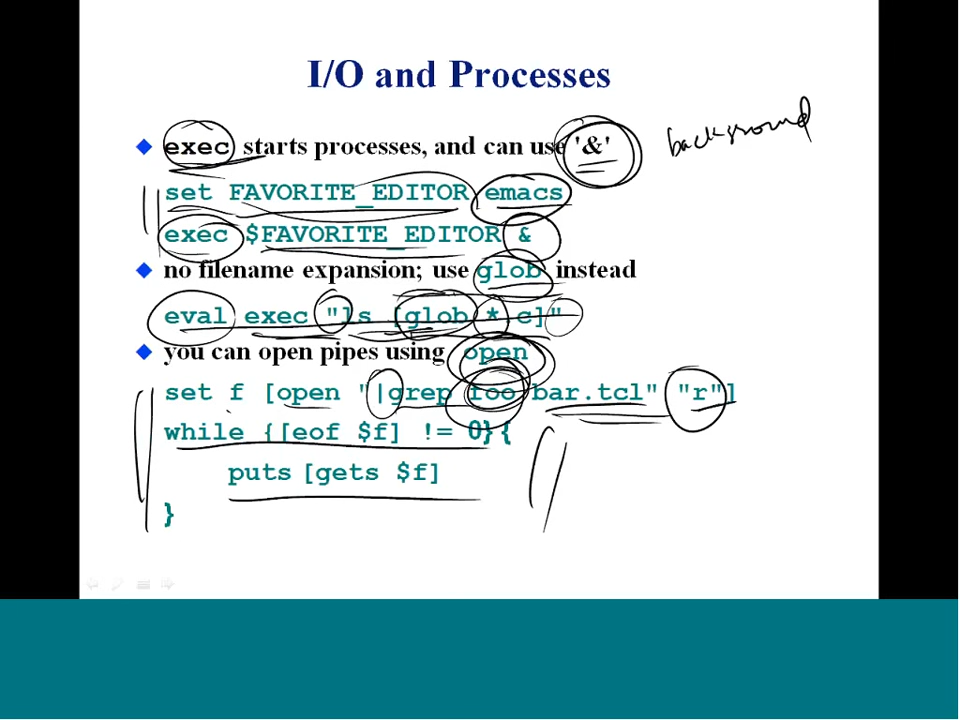 I/O and Processes
exec starts processes, and can use '&' background
set FAVORITE_EDITOR emacs
exec $FAVORITE_EDITOR &
no filename expansion; use glob instead
eval exec "ls [glob *.c]"
you can open pipes using open
set f [open "|grep foo bar.tcl" "r"]
while {[eof $f] != 0}{
puts [gets $f]
}